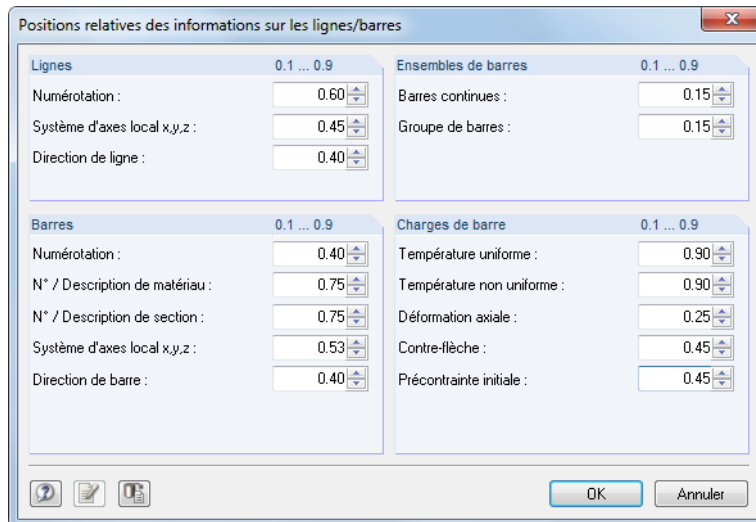 Positions relatives des informations sur les lignes/barres
Lignes 0.1 ... 0.9
Numérotation : 0.60
Système d'axes local x,y,z : 0.45
Direction de ligne : 0.40
Ensembles de barres 0.1 ... 0.9
Barres continues : 0.15
Groupe de barres : 0.15
Barres 0.1 ... 0.9
Numérotation : 0.40
N° / Description de matériau : 0.75
N° / Description de section : 0.75
Système d'axes local x,y,z : 0.53
Direction de barre : 0.40
Charges de barre 0.1 ... 0.9
Température uniforme : 0.90
Température non uniforme : 0.90
Déformation axiale : 0.25
Contre-flèche : 0.45
Précontrainte initiale : 0.45
OK Annuler